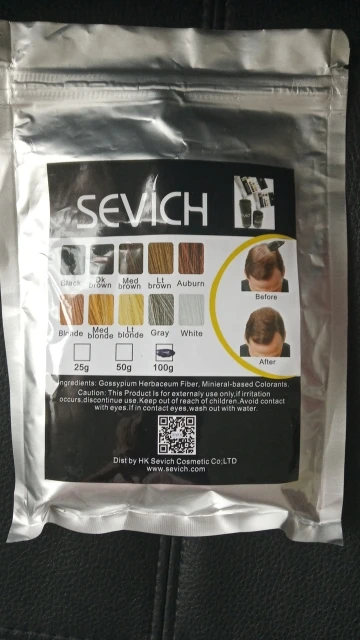 SEVICH
Black
Dk brown
Med brown
Lt brown
Auburn
Blonde
Med blonde
Lt blonde
Gray
White
Before
After
25g
50g
100g
Ingredients: Gossypium Herbaceum Fiber, Minieral-based Colorants.
Caution: This Product Is for externaly use only,if irritation
occurs,discontinue use.Keep out of reach of children.Avoid contact
with eyes.If in contact eyes,wash out with water.
Dist by HK Sevich Cosmetic Co;LTD
www.sevich.com